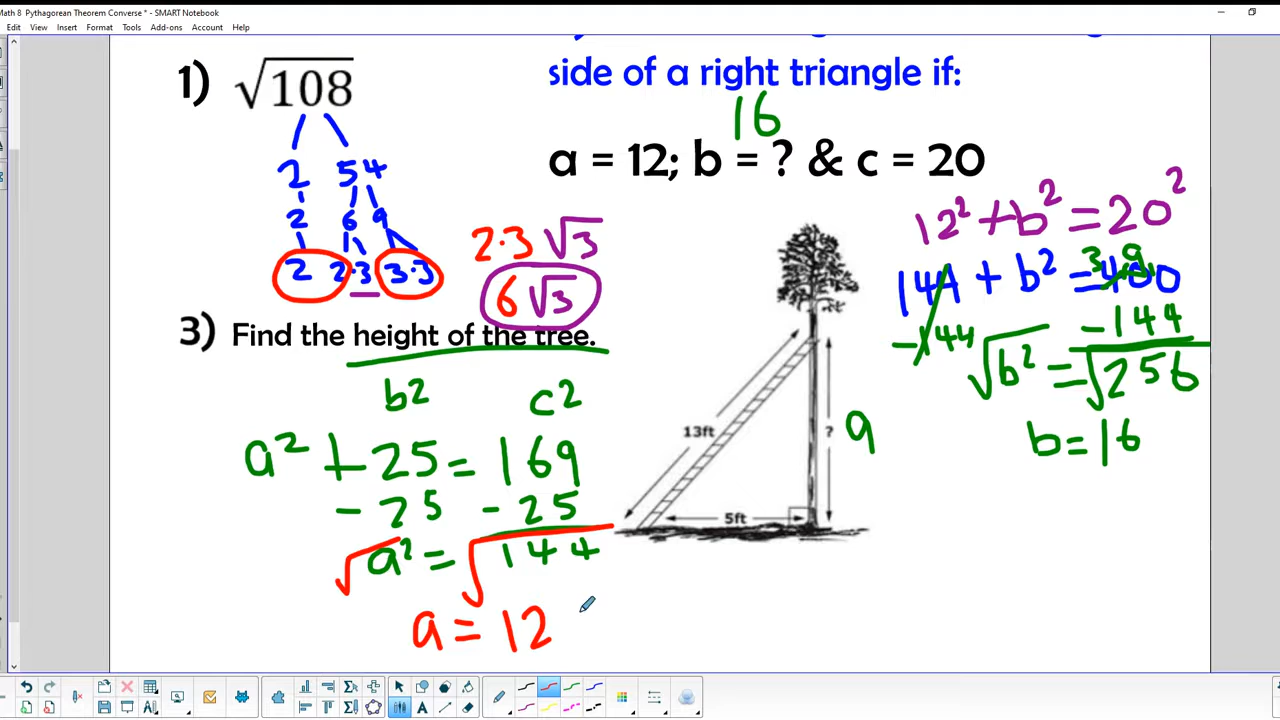 Math 8 Pythagorean Theorem Converse * - SMART Notebook
Edit View Insert Format Tools Add-ons Account Help
1) √108
2 54
2 6 9
2 2·3 3·3
2·3 √3
6 √3
side of a right triangle if:
16
a = 12; b = ? & c = 20
12² + b² = 20²
144 + b² = 400
3 9
-144 -144
√b² = √256
b = 16
3) Find the height of the tree.
b2 c2
a² + 25 = 169
- 25 - 25
√a² = √144
a = 12
13ft
? a
5ft